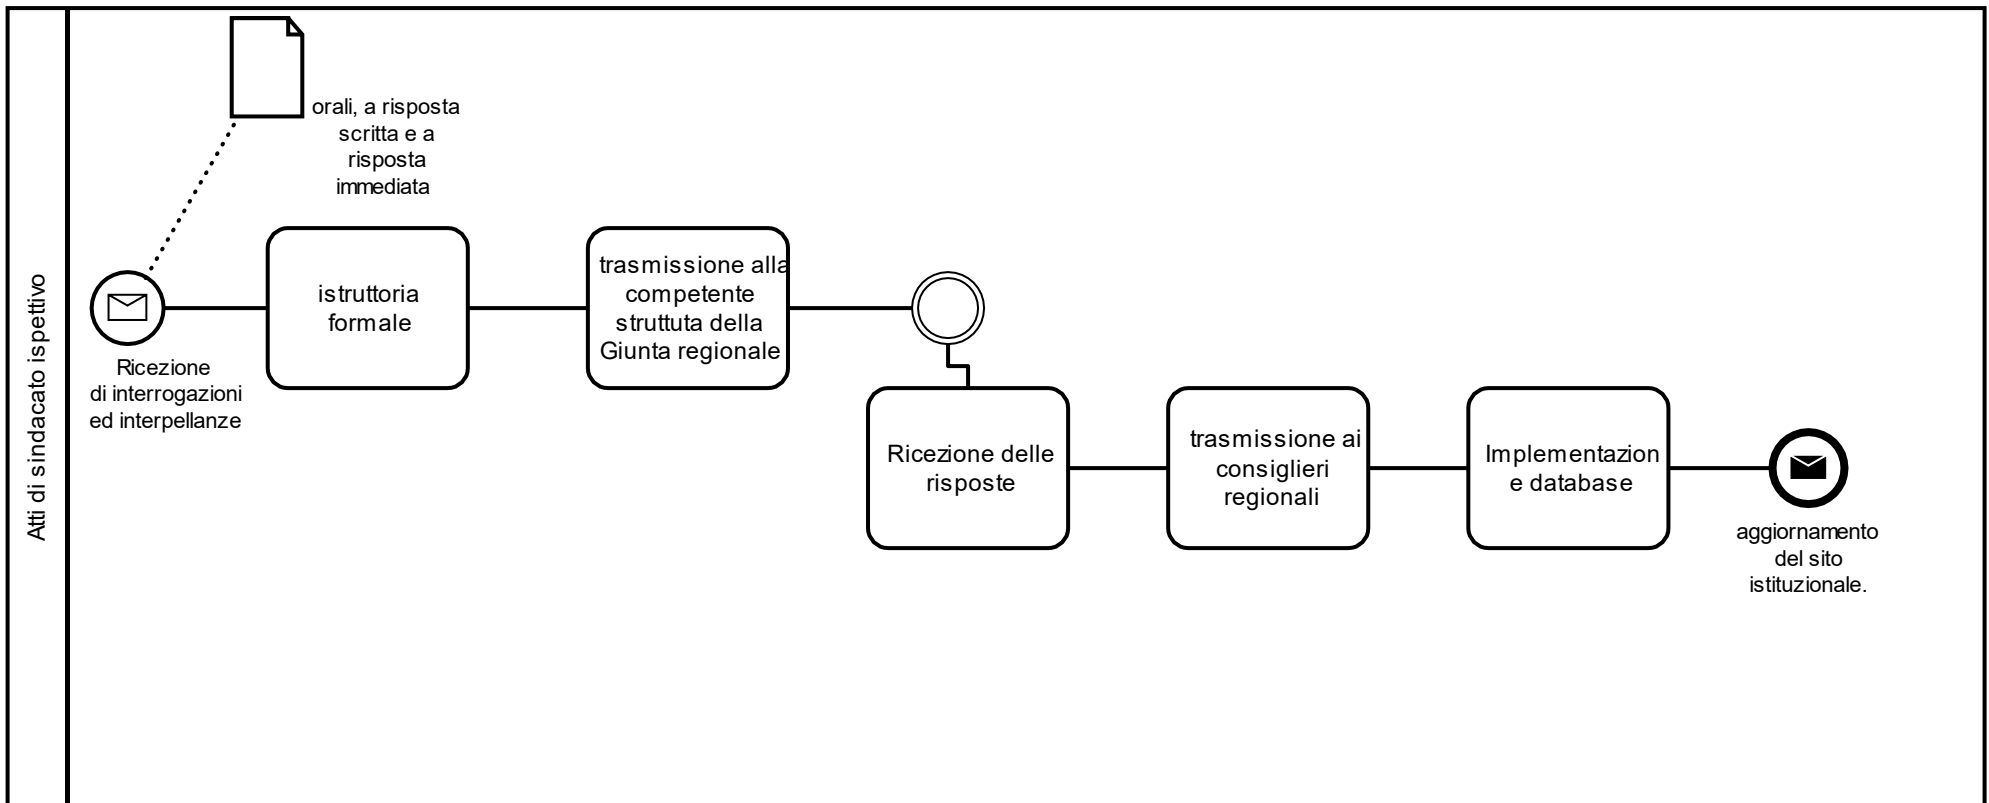 Atti di sindacato ispettivo
orali, a risposta
scritta e a
risposta
immediata
Ricezione
di interrogazioni
ed interpellanze
istruttoria
formale
trasmissione alla
competente
struttuta della
Giunta regionale
Ricezione delle
risposte
trasmissione ai
consiglieri
regionali
Implementazion
e database
aggiornamento
del sito
istituzionale.